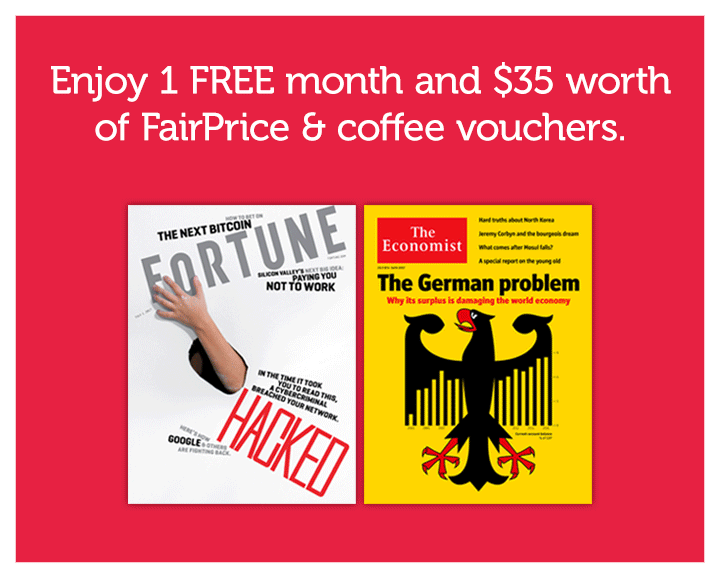 Enjoy 1 FREE month and $35 worth
of FairPrice & coffee vouchers.
HOW TO BET ON
THE NEXT BITCOIN
FORTUNE
SILICON VALLEY'S NEXT BIG IDEA:
PAYING YOU
NOT TO WORK
IN THE TIME IT TOOK
YOU TO READ THIS,
A CYBERCRIMINAL
BREACHED YOUR NETWORK.
HACKED
HERE'S HOW
GOOGLE & OTHERS
ARE FIGHTING BACK.
The
Economist
Hard truths about North Korea
Jeremy Corbyn and the bourgeois dream
What comes after Mosul falls?
A special report on the young old
The German problem
Why its surplus is damaging the world economy